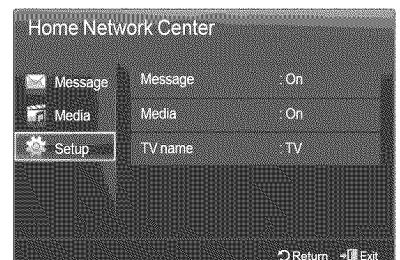 Home Network Center
Message Message : On
Media Media : On
Setup TV name : TV
Return Exit